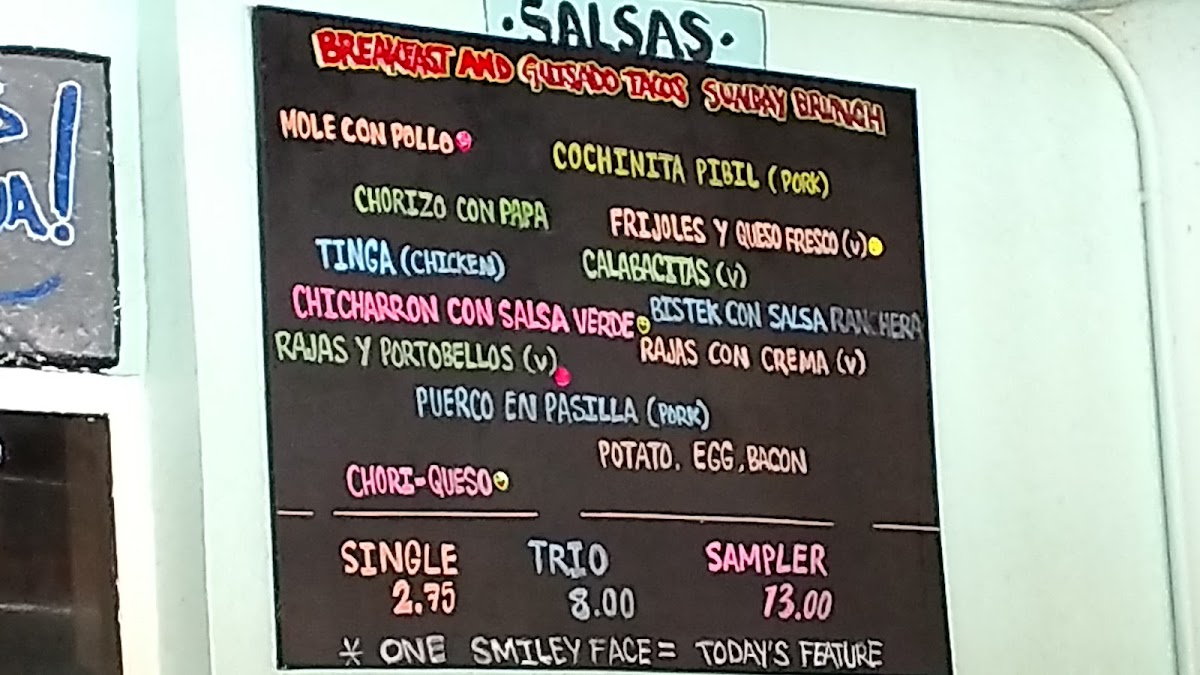 ·SALSAS·
BREAKFAST AND GUISADO TACOS SUNDAY BRUNCH
MOLE CON POLLO
COCHINITA PIBIL (PORK)
CHORIZO CON PAPA
FRIJOLES Y QUESO FRESCO (V)
TINGA (CHICKEN)
CALABACITAS (V)
CHICHARRON CON SALSA VERDE
BISTEK CON SALSA RANCHERA
RAJAS Y PORTOBELLOS (V)
RAJAS CON CREMA (V)
PUERCO EN PASILLA (PORK)
POTATO. EGG, BACON
CHORI-QUESO
SINGLE TRIO SAMPLER
2.75 8.00 13.00
* ONE SMILEY FACE = TODAY'S FEATURE